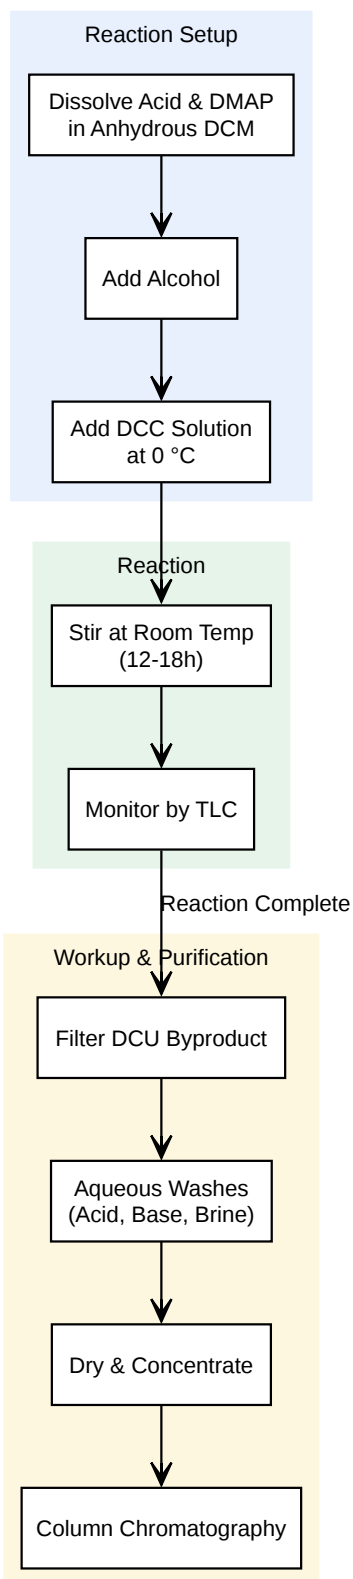 Reaction Setup
Dissolve Acid & DMAP
in Anhydrous DCM
Add Alcohol
Add DCC Solution
at 0 °C
Reaction
Stir at Room Temp
(12-18h)
Monitor by TLC
Reaction Complete
Workup & Purification
Filter DCU Byproduct
Aqueous Washes
(Acid, Base, Brine)
Dry & Concentrate
Column Chromatography